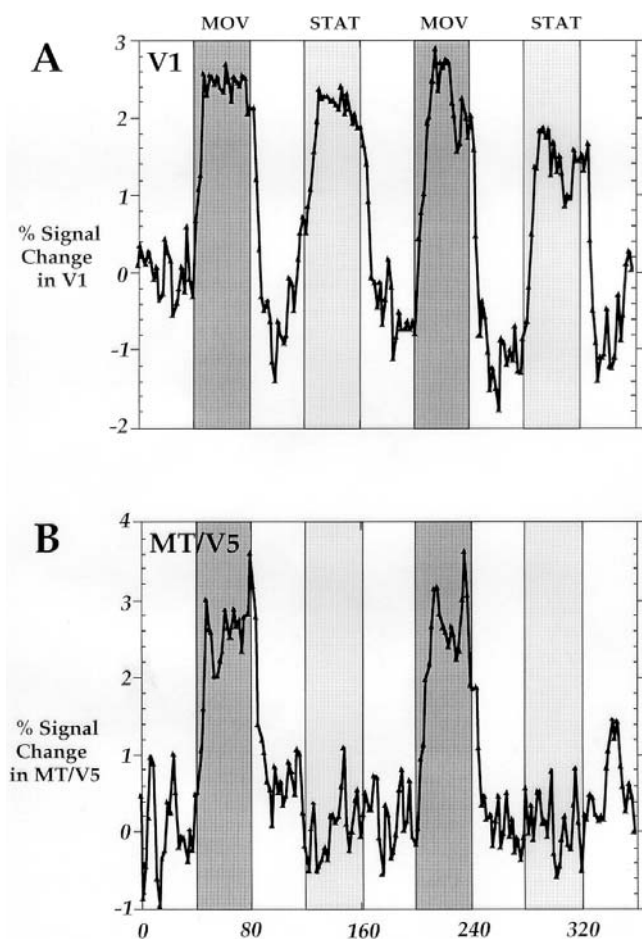 MOV STAT MOV STAT
A
V1
3
2
1
0
-1
-2
% Signal
Change
in V1
B
MT/V5
4
3
2
1
0
-1
% Signal
Change
in MT/V5
0 80 160 240 320